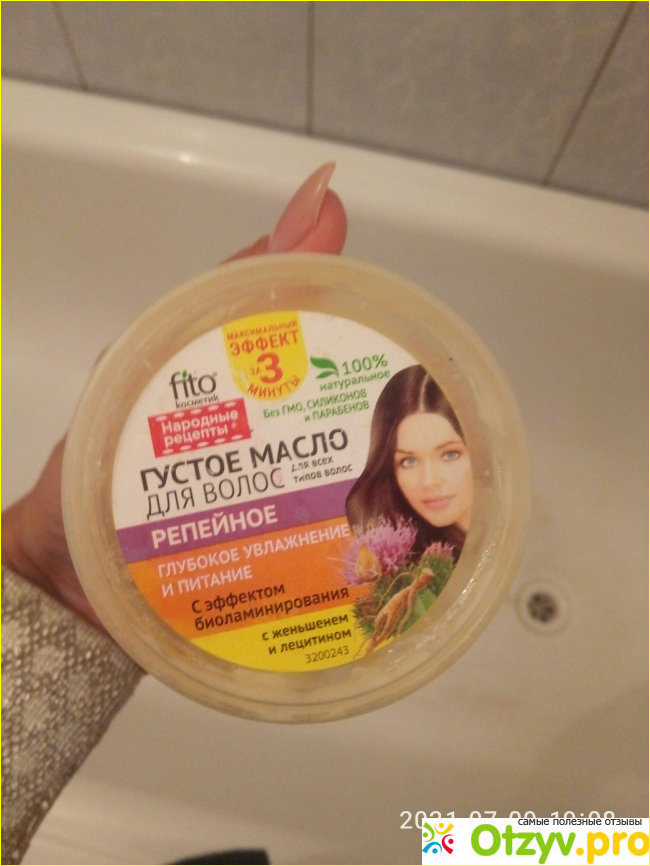 МАКСИМАЛЬНЫЙ
ЭФФЕКТ
ЗА 3
МИНУТЫ
fito
косметик
Народные
рецепты
100%
натуральное
Без ГМО, СИЛИКОНОВ
и ПАРАБЕНОВ
ГУСТОЕ МАСЛО
ДЛЯ ВОЛОС
для всех
типов волос
РЕПЕЙНОЕ
ГЛУБОКОЕ УВЛАЖНЕНИЕ
И ПИТАНИЕ
С эффектом
биоламинирования
с женьшенем
и лецитином
3200243
самые полезные отзывы
Otzyv.pro